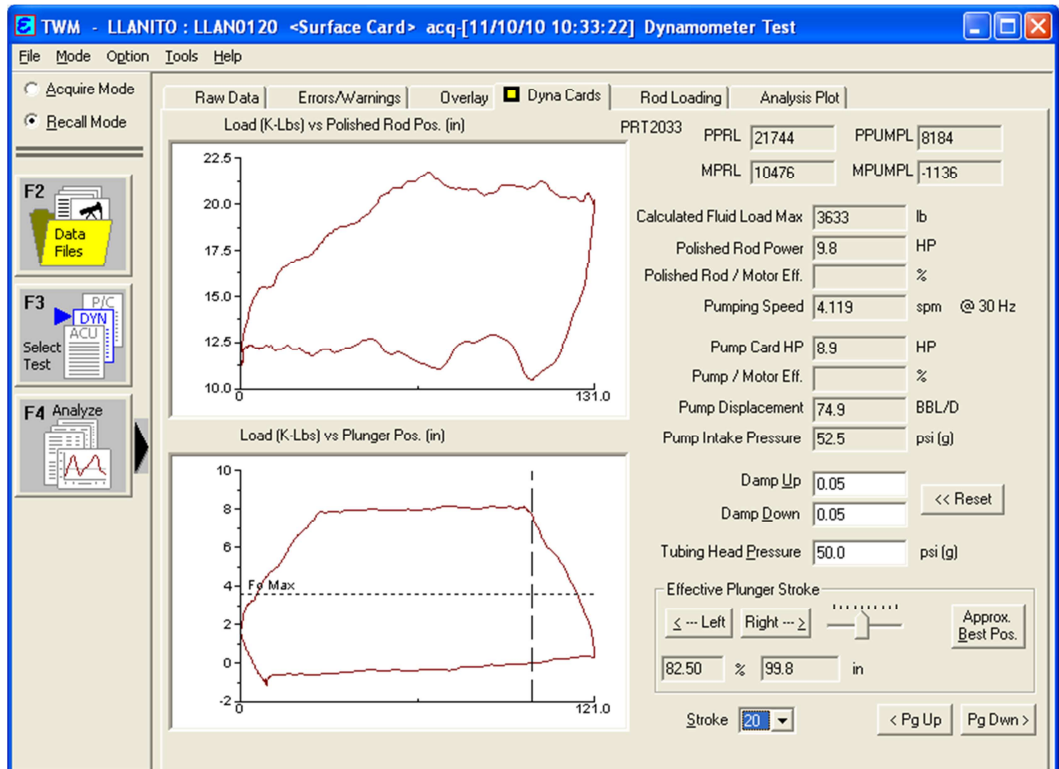 TWM - LLANITO : LLAN0120 <Surface Card> acq-[11/10/10 10:33:22] Dynamometer Test
File Mode Option Tools Help
Acquire Mode
Recall Mode
F2
Data
Files
F3
P/C
DYN
ACU
Select
Test
F4 Analyze
Raw Data Errors/Warnings Overlay Dyna Cards Rod Loading Analysis Plot
Load (K-Lbs) vs Polished Rod Pos. (in)
22.5
20.0
17.5
15.0
12.5
10.0
0 131.0
Load (K-Lbs) vs Plunger Pos. (in)
10
8
6
4
2
0
-2
Fo Max
0 121.0
PRT2033
PPRL 21744 PPUMPL 8184
MPRL 10476 MPUMPL -1136
Calculated Fluid Load Max 3633 lb
Polished Rod Power 9.8 HP
Polished Rod / Motor Eff. %
Pumping Speed 4.119 spm @ 30 Hz
Pump Card HP 8.9 HP
Pump / Motor Eff. %
Pump Displacement 74.9 BBL/D
Pump Intake Pressure 52.5 psi (g)
Damp Up 0.05
Damp Down 0.05
<< Reset
Tubing Head Pressure 50.0 psi (g)
Effective Plunger Stroke
< --- Left Right --- >
Approx.
Best Pos.
82.50 % 99.8 in
Stroke 20 < Pg Up Pg Dwn >